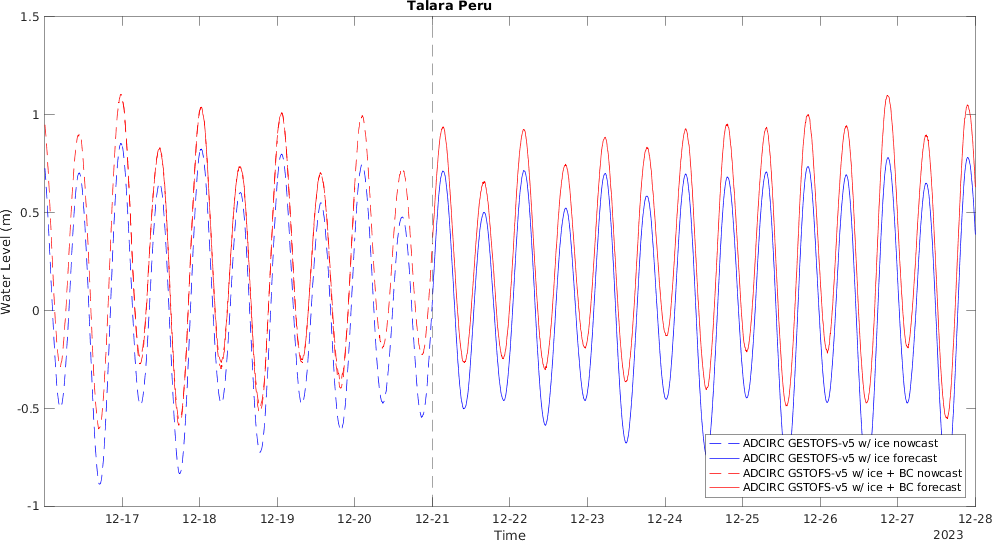 Talara Peru
1.5
1
0.5
0
-0.5
-1
Water Level (m)
12-17 12-18 12-19 12-20 12-21 12-22 12-23 12-24 12-25 12-26 12-27 12-28
Time
2023
ADCIRC GESTOFS-v5 w/ ice nowcast
ADCIRC GESTOFS-v5 w/ ice forecast
ADCIRC GSTOFS-v5 w/ ice + BC nowcast
ADCIRC GSTOFS-v5 w/ ice + BC forecast